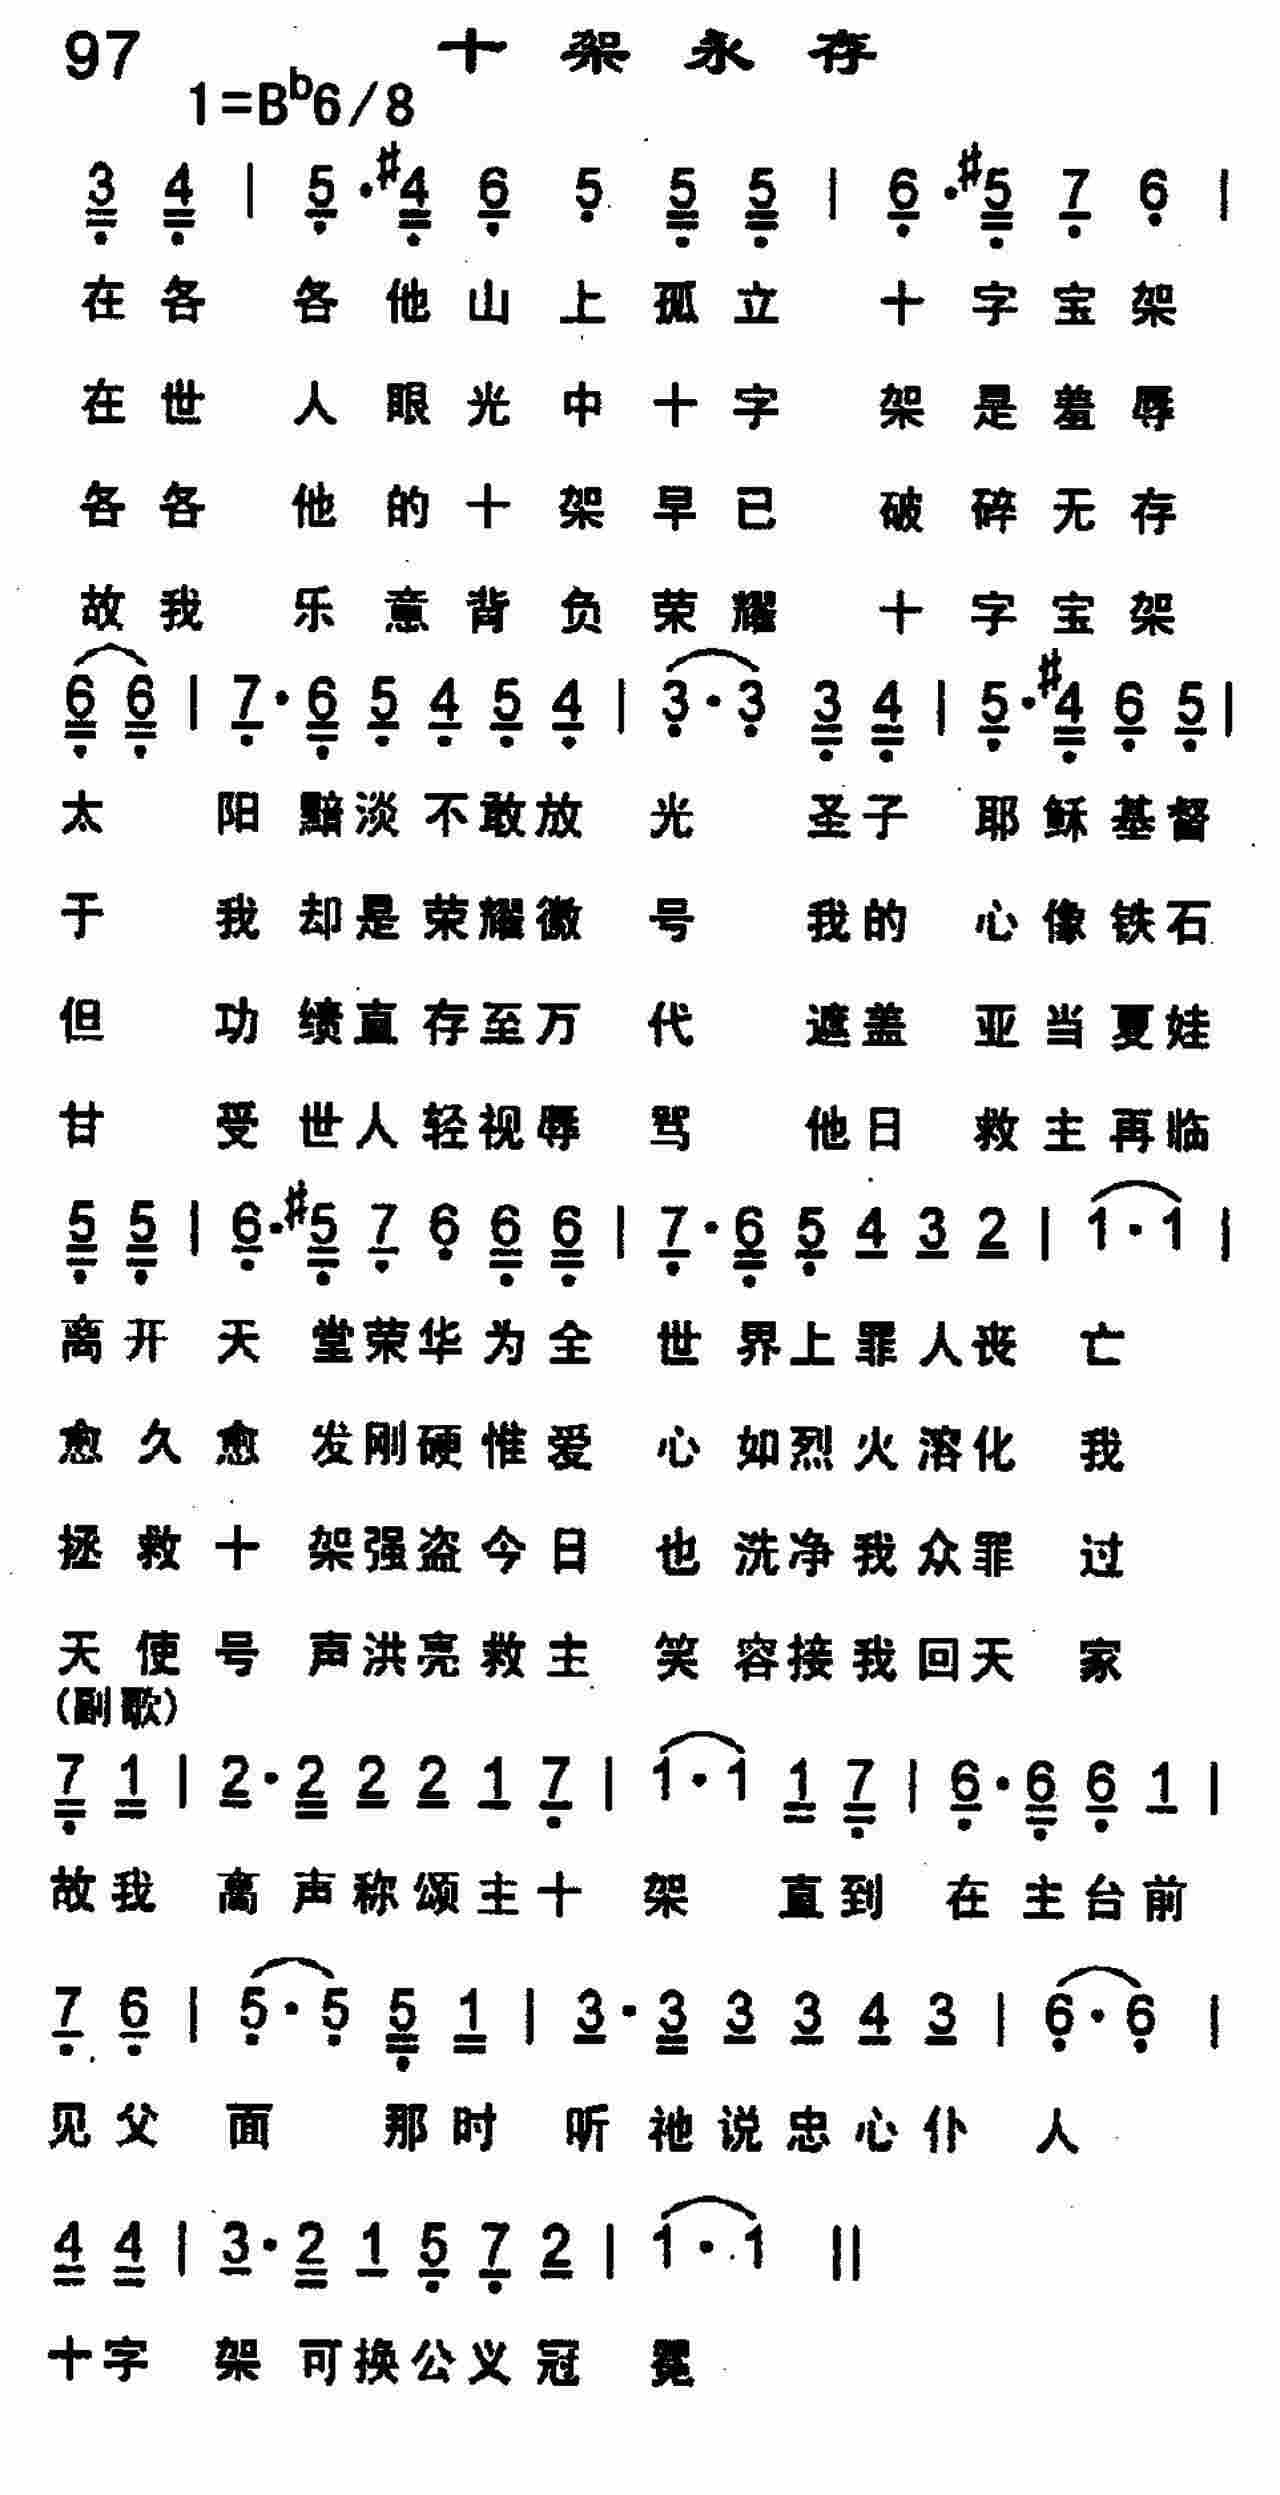 97 十架永存
1=B♭6/8
3 4 | 5·♯4 6 5 5 5 | 6·♯5 7 6 |
在各 各他山上孤立 十字宝架
在世 人眼光中十字 架是羞辱
各各 他的十架早已 破碎无存
故我 乐意背负荣耀 十字宝架
6 6 | 7·6 5 4 5 4 | 3·3 3 4 | 5·♯4 6 5 |
太 阳黯淡不敢放 光 圣子 耶稣基督
于 我却是荣耀徽 号 我的 心像铁石
但 功绩直存至万 代 遮盖 亚当夏娃
甘 受世人轻视辱 骂 他日 救主再临
5 5 | 6·♯5 7 6 6 6 | 7·6 5 4 3 2 | 1·1 |
离开天 堂荣华为全 世界上罪人丧 亡
愈久愈 发刚硬惟爱 心如烈火溶化 我
拯救十 架强盗今日 也洗净我众罪 过
天使号 声洪亮救主 笑容接我回天 家
(副歌)
7 1 | 2·2 2 2 1 7 | 1·1 1 7 | 6·6 6 1 |
故我 离声称颂主十 架 直到 在主台前
7 6 | 5·5 5 1 | 3·3 3 3 4 3 | 6·6 |
见父 面 那时 听祂说忠心仆 人
4 4 | 3·2 1 5 7 2 | 1·1 ‖
十字 架可换公义冠 冕